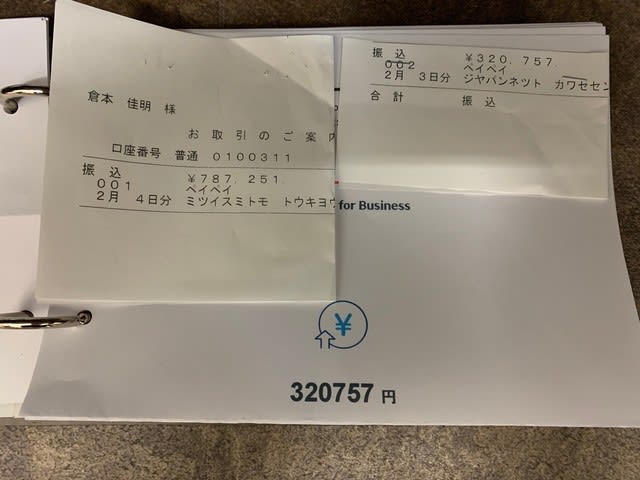 倉本 佳明 様
お取引のご案内
口座番号 普通 0100311
振込 ￥787,251.
001 ペイペイ
2月 4日分 ミツイスミトモ トウキヨウ
振込 ￥320,757.
002 ペイペイ
2月 3日分 ジヤパンネツト カワセセン
合計 振込
for Business
¥
320757 円